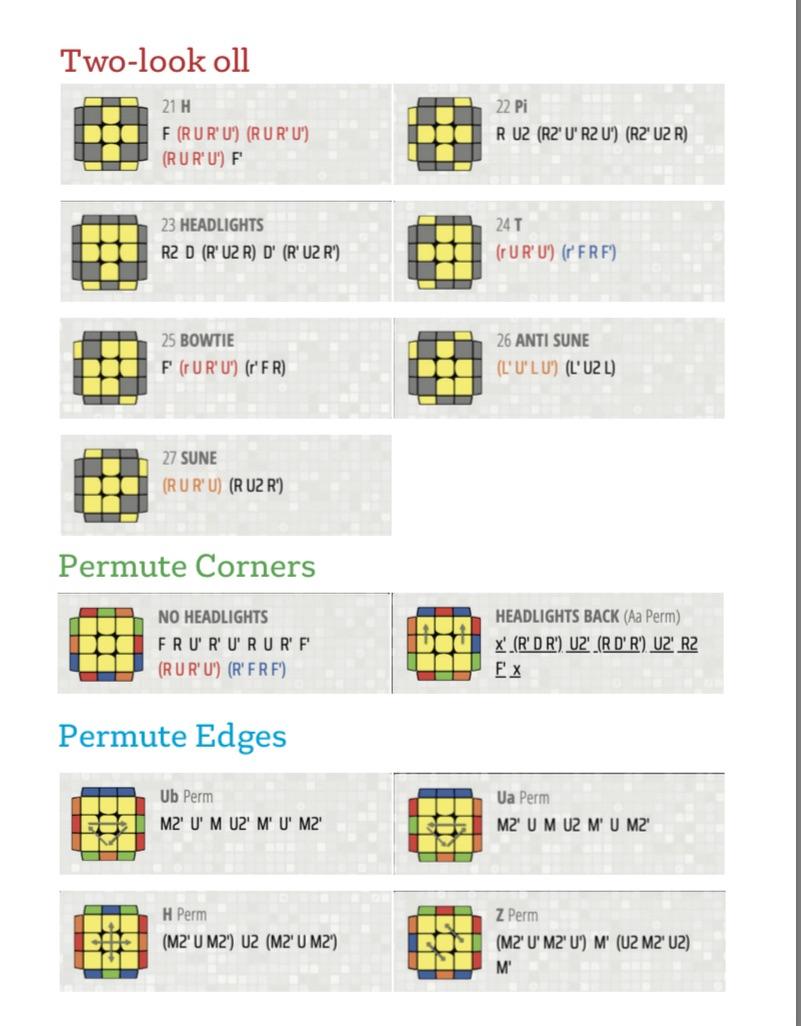 Two-look oll
21 H
F (R U R' U') (R U R' U')
(R U R' U') F'
22 Pi
R U2 (R2' U' R2 U') (R2' U2 R)
23 HEADLIGHTS
R2 D (R' U2 R) D' (R' U2 R')
24 T
(r U R' U') (r' F R F')
25 BOWTIE
F' (r U R' U') (r' F R)
26 ANTI SUNE
(L' U' L U') (L' U2 L)
27 SUNE
(R U R' U) (R U2 R')
Permute Corners
NO HEADLIGHTS
F R U' R' U' R U R' F'
(R U R' U') (R' F R F')
HEADLIGHTS BACK (Aa Perm)
x' (R' D R') U2' (R D' R') U2' R2
F' x
Permute Edges
Ub Perm
M2' U' M U2' M' U' M2'
Ua Perm
M2' U M U2 M' U M2'
H Perm
(M2' U M2') U2 (M2' U M2')
Z Perm
(M2' U' M2' U') M' (U2 M2' U2)
M'